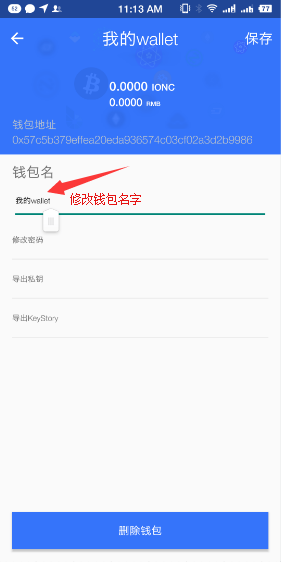 62 11:13 AM 77
我的wallet 保存
0.0000 IONC
0.0000 RMB
钱包地址
0x57c5b379effea20eda936574c03cf02a3d2b9986
钱包名
我的wallet 修改钱包名字
修改密码
导出私钥
导出KeyStory
删除钱包